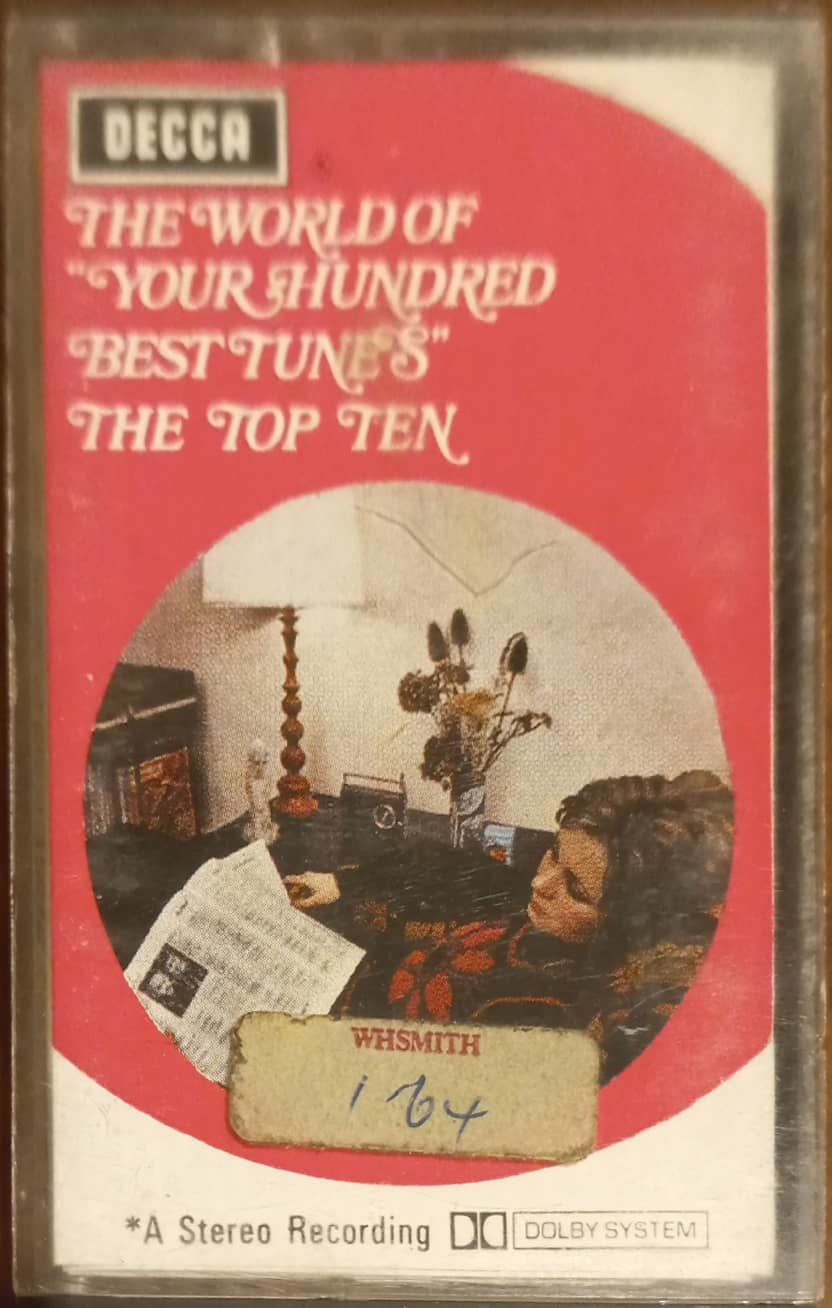 DECCA
THE WORLD OF
"YOUR HUNDRED
BEST TUNES"
THE TOP TEN
WHSMITH
1 64
*A Stereo Recording DOLBY SYSTEM